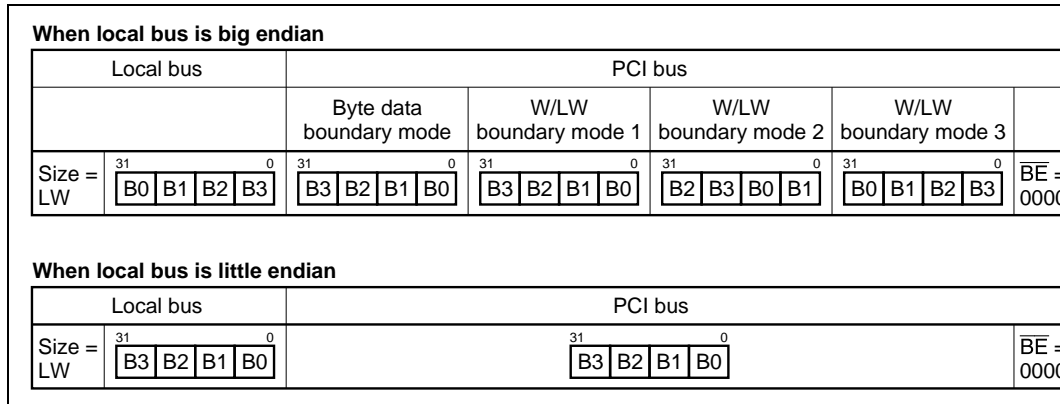 When local bus is big endian
Local bus PCI bus
Byte data boundary mode W/LW boundary mode 1 W/LW boundary mode 2 W/LW boundary mode 3
31 0 31 0 31 0 31 0 31 0
Size = LW B0 B1 B2 B3 B3 B2 B1 B0 B3 B2 B1 B0 B2 B3 B0 B1 B0 B1 B2 B3 BE = 0000
When local bus is little endian
Local bus PCI bus
31 0 31 0
Size = LW B3 B2 B1 B0 B3 B2 B1 B0 BE = 0000